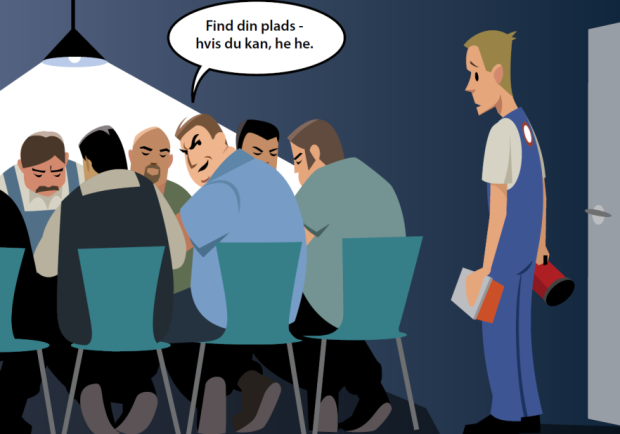 Find din plads -
hvis du kan, he he.